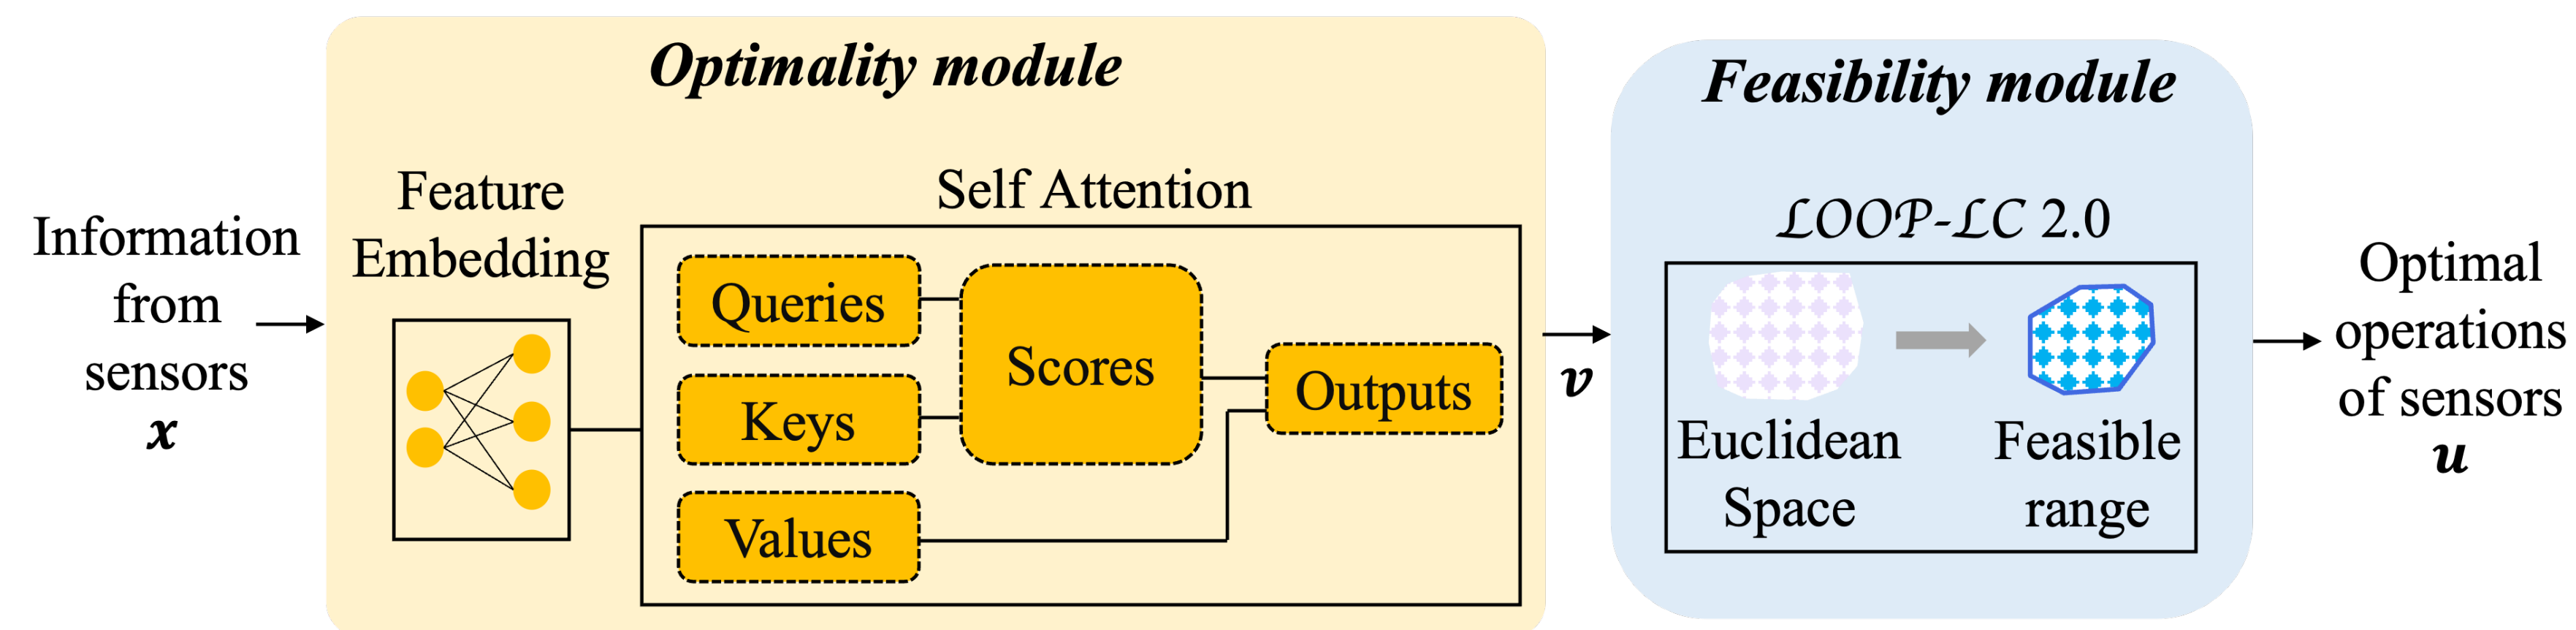 Information
from
sensors
x
Optimality module
Feature
Embedding
Self Attention
Queries
Keys
Values
Scores
Outputs
v
Feasibility module
LOOP-LC 2.0
Euclidean
Space
Feasible
range
Optimal
operations
of sensors
u